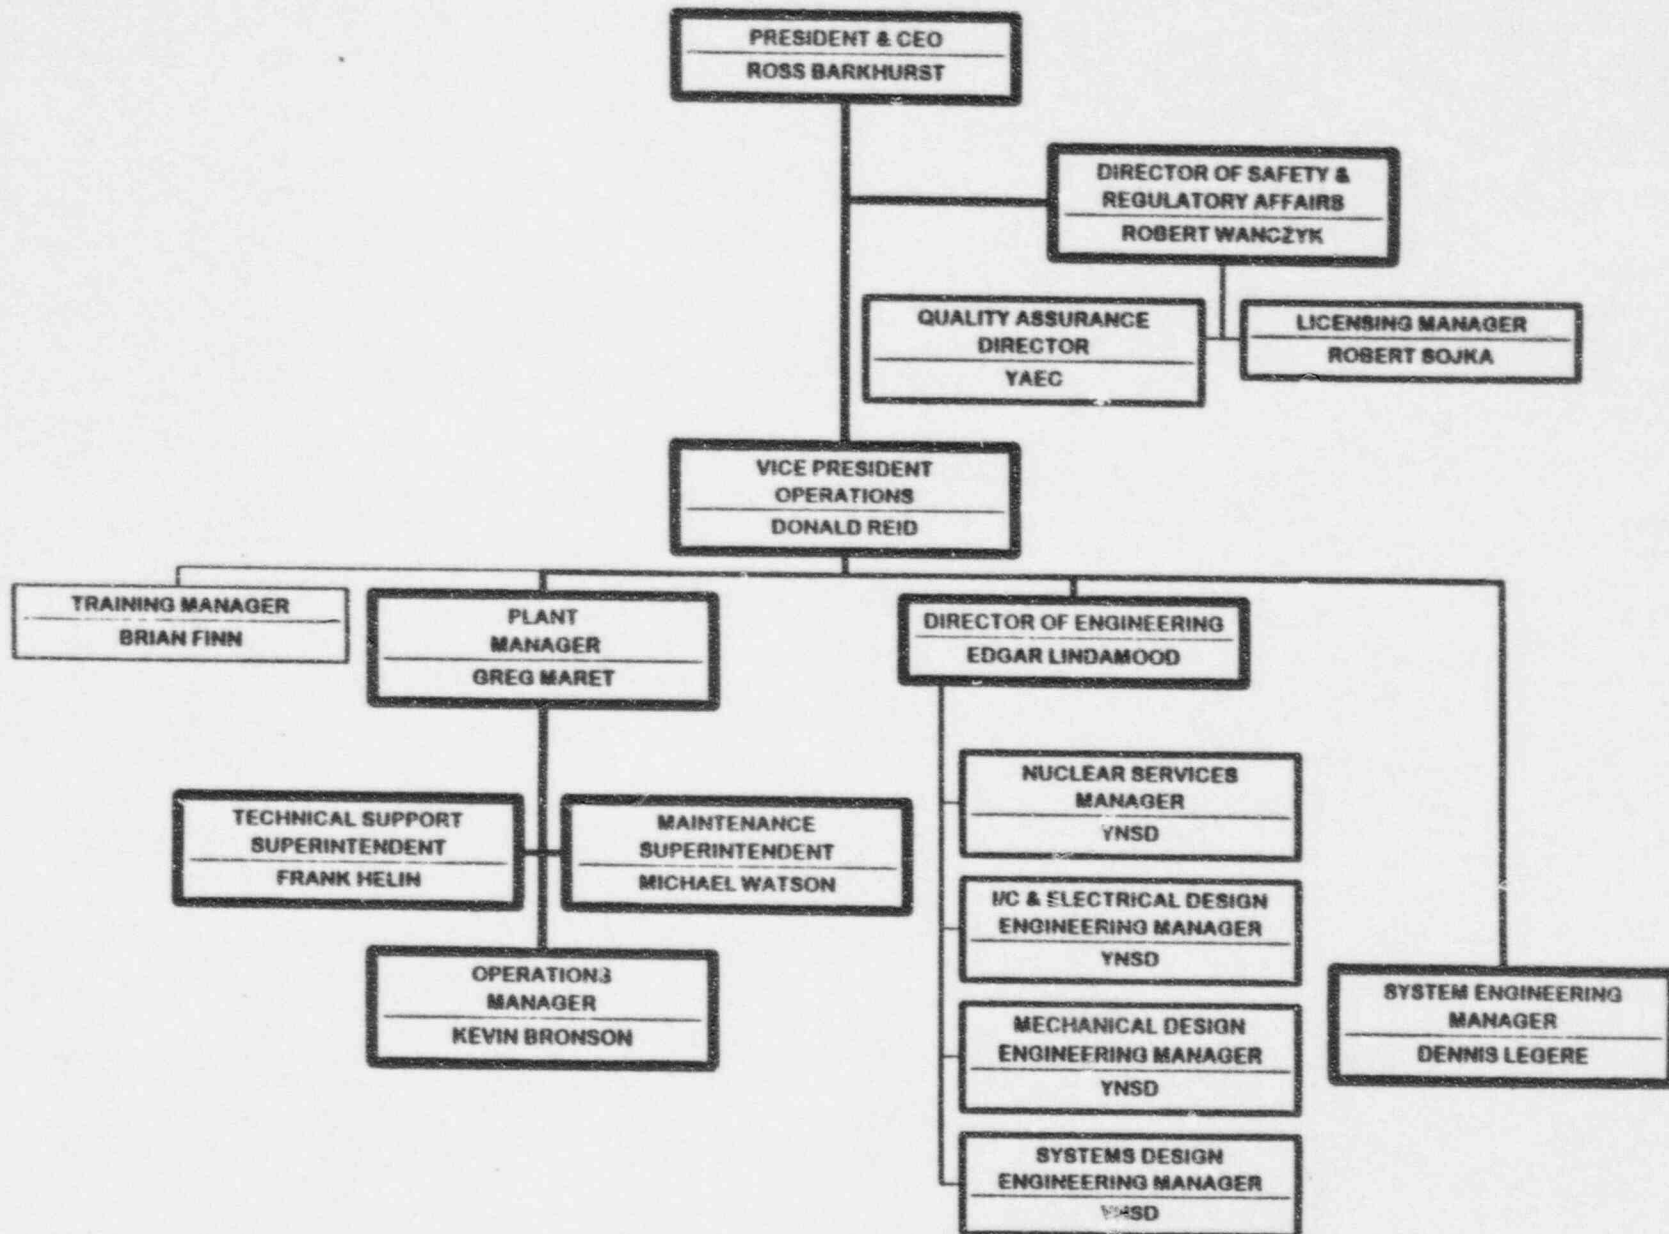 PRESIDENT & CEO
ROSS BARKHURST
DIRECTOR OF SAFETY &
REGULATORY AFFAIRS
ROBERT WANCZYK
QUALITY ASSURANCE
DIRECTOR
YAEC
LICENSING MANAGER
ROBERT SOJKA
VICE PRESIDENT
OPERATIONS
DONALD REID
TRAINING MANAGER
BRIAN FINN
PLANT
MANAGER
GREG MARET
DIRECTOR OF ENGINEERING
EDGAR LINDAMOOD
TECHNICAL SUPPORT
SUPERINTENDENT
FRANK HELIN
MAINTENANCE
SUPERINTENDENT
MICHAEL WATSON
OPERATIONS
MANAGER
KEVIN BRONSON
NUCLEAR SERVICES
MANAGER
YNSD
I/C & ELECTRICAL DESIGN
ENGINEERING MANAGER
YNSD
MECHANICAL DESIGN
ENGINEERING MANAGER
YNSD
SYSTEMS DESIGN
ENGINEERING MANAGER
YNSD
SYSTEM ENGINEERING
MANAGER
DENNIS LEGERE